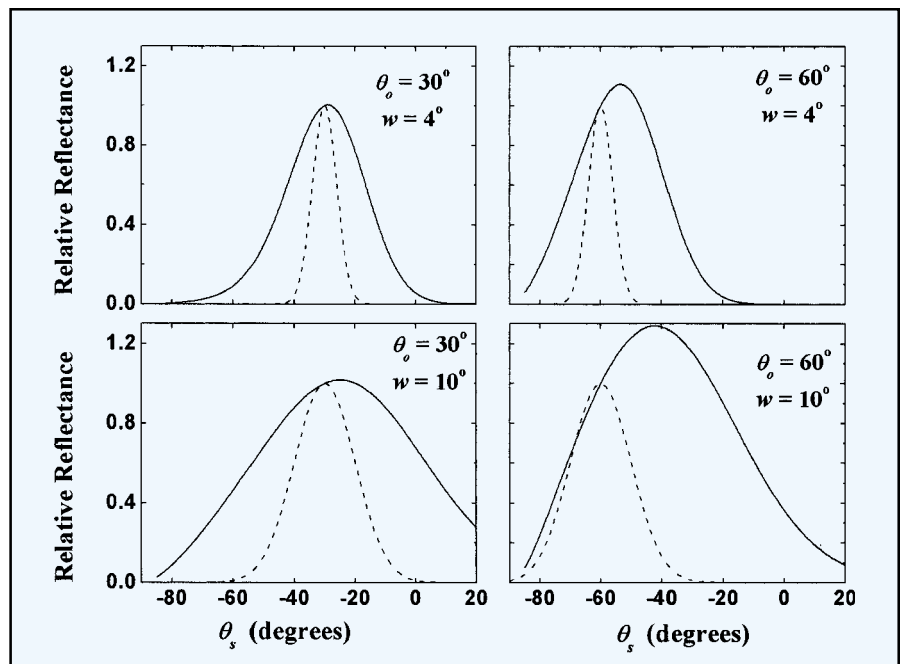 Relative Reflectance
1.2
0.8
0.4
0.0
θo = 30°
w = 4°
θo = 60°
w = 4°
Relative Reflectance
1.2
0.8
0.4
0.0
θo = 30°
w = 10°
θo = 60°
w = 10°
-80 -60 -40 -20 0 20
-80 -60 -40 -20 0 20
θs (degrees)
θs (degrees)